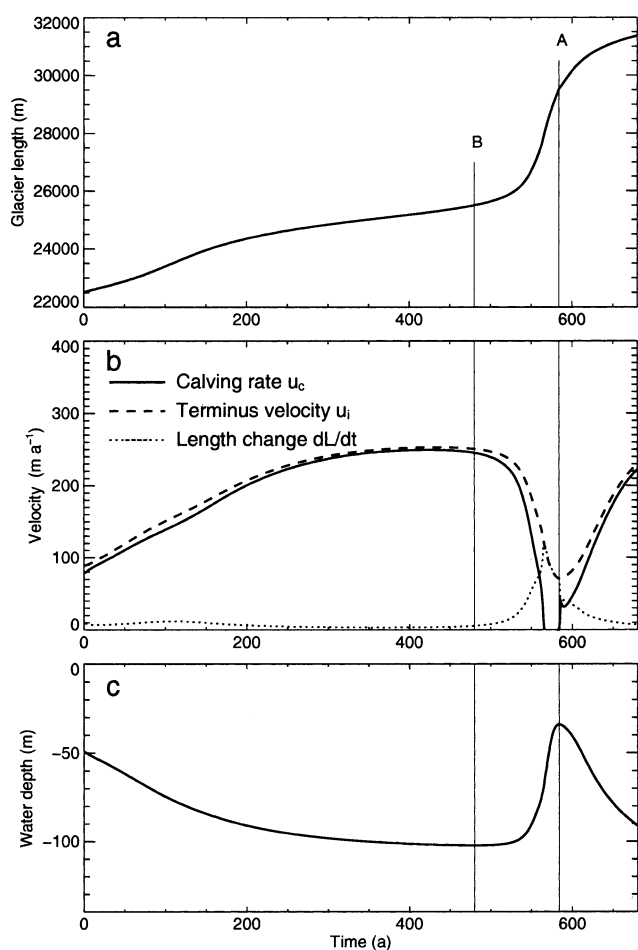 a
A
B
32000
30000
28000
26000
24000
22000
Glacier length (m)
0
200
400
600
b
Calving rate u_c
Terminus velocity u_i
Length change dL/dt
400
300
200
100
0
Velocity (m a⁻¹)
0
200
400
600
c
0
−50
−100
Water depth (m)
0
200
400
600
Time (a)